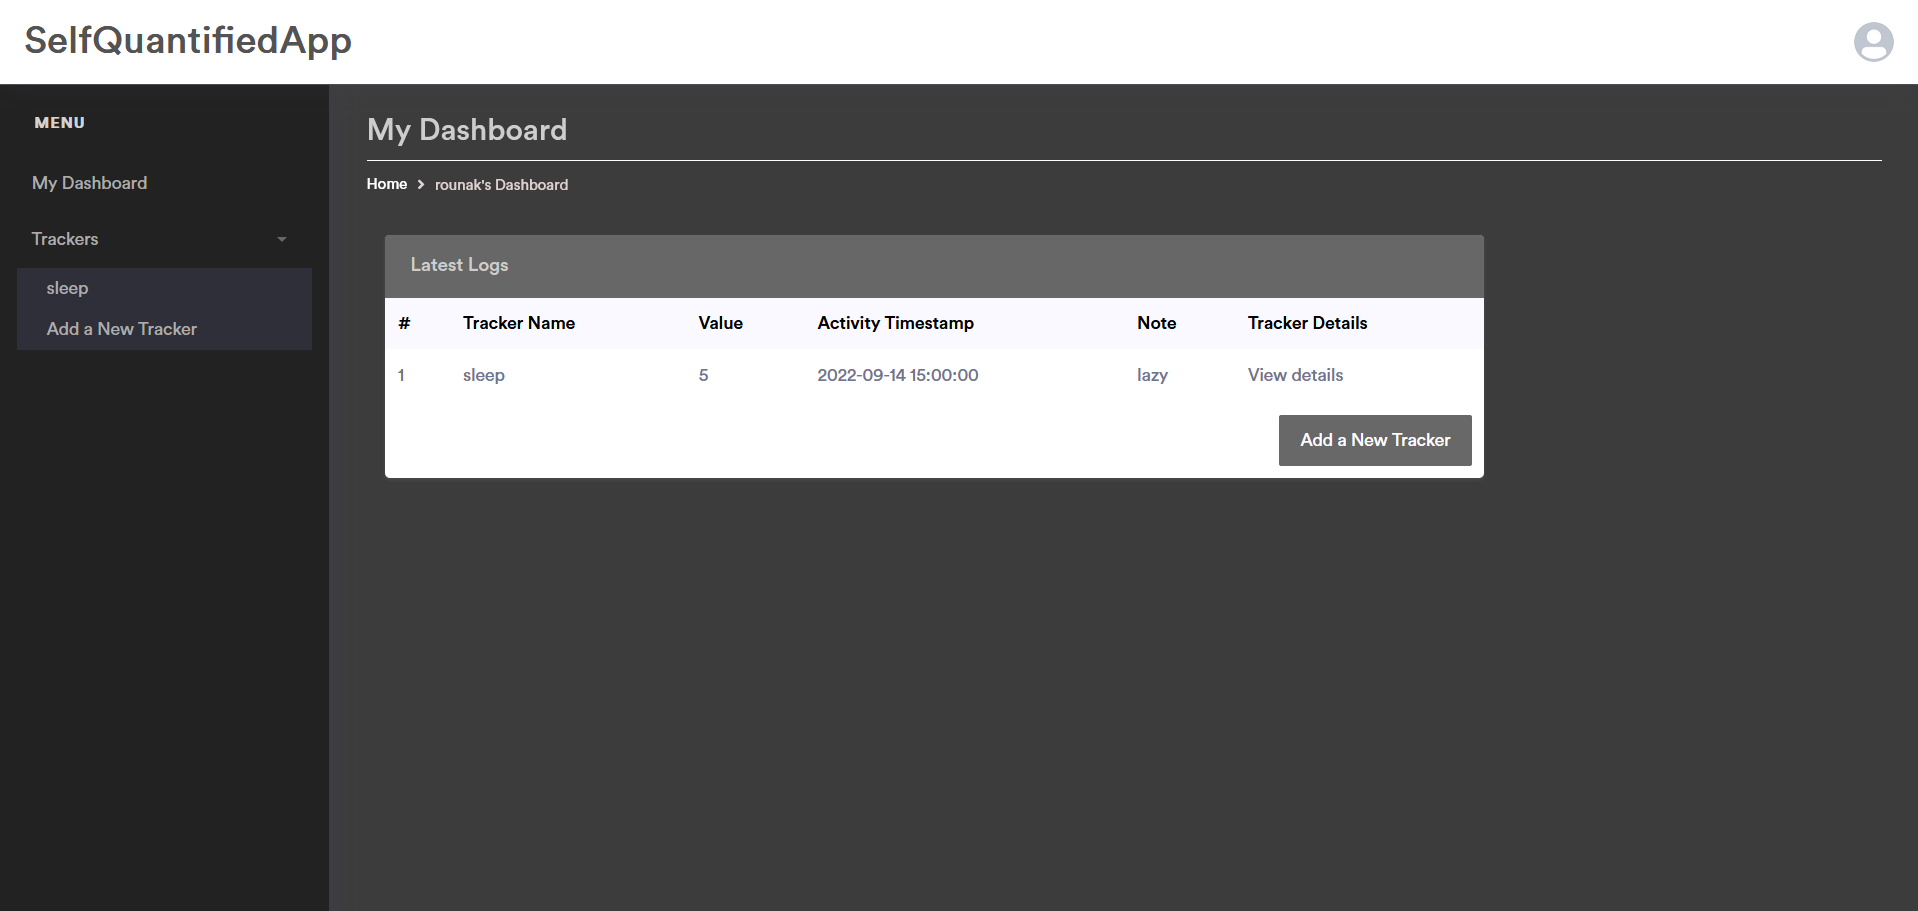 SelfQuantifiedApp
MENU
My Dashboard
Trackers
sleep
Add a New Tracker
My Dashboard
Home > rounak's Dashboard
Latest Logs
# Tracker Name Value Activity Timestamp Note Tracker Details
1 sleep 5 2022-09-14 15:00:00 lazy View details
Add a New Tracker